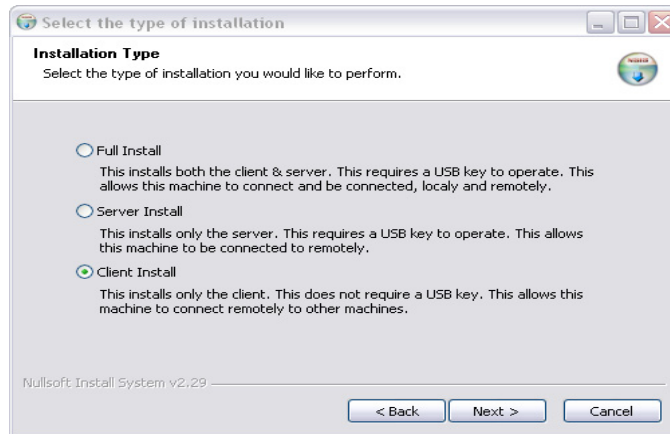 Select the type of installation
Installation Type
Select the type of installation you would like to perform.
Full Install
This installs both the client & server. This requires a USB key to operate. This
allows this machine to connect and be connected, localy and remotely.
Server Install
This installs only the server. This requires a USB key to operate. This allows
this machine to be connected to remotely.
Client Install
This installs only the client. This does not require a USB key. This allows this
machine to connect remotely to other machines.
Nullsoft Install System v2.29
< Back Next > Cancel